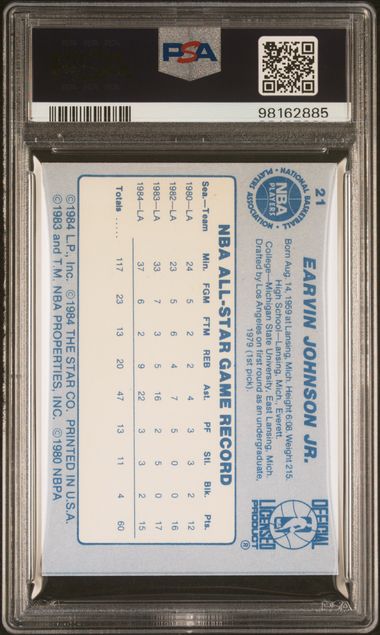 PSA
98162885
21
NATIONAL BASKETBALL
PLAYERS ASSOCIATION
NBA
PLAYERS
EARVIN JOHNSON JR.
Born Aug. 14, 1969 at Lansing, Mich. Height 6:08. Weight 215.
High School—Lansing, Mich., Everett.
College—Michigan State University, East Lansing, Mich.
Drafted by Los Angeles on first round as an undergraduate,
1979 (1st pick).
OFFICIAL
LICENSED
PRODUCT ®
NBA ALL-STAR GAME RECORD
Sea.—Team Min. FGM FTM REB Ast. PF Stl. Blk. Pts.
1980—LA 24 5 2 2 4 3 3 2 12
1982—LA 23 5 6 4 7 5 0 0 16
1983—LA 33 7 3 5 16 2 5 0 17
1984—LA 37 6 2 9 22 3 3 2 15
Totals ..... 117 23 13 20 47 13 11 4 60
©1984 L.P., Inc. ©1984 THE STAR CO. PRINTED IN U.S.A.
©1983 and T.M. NBA PROPERTIES, INC. ©1980 NBPA